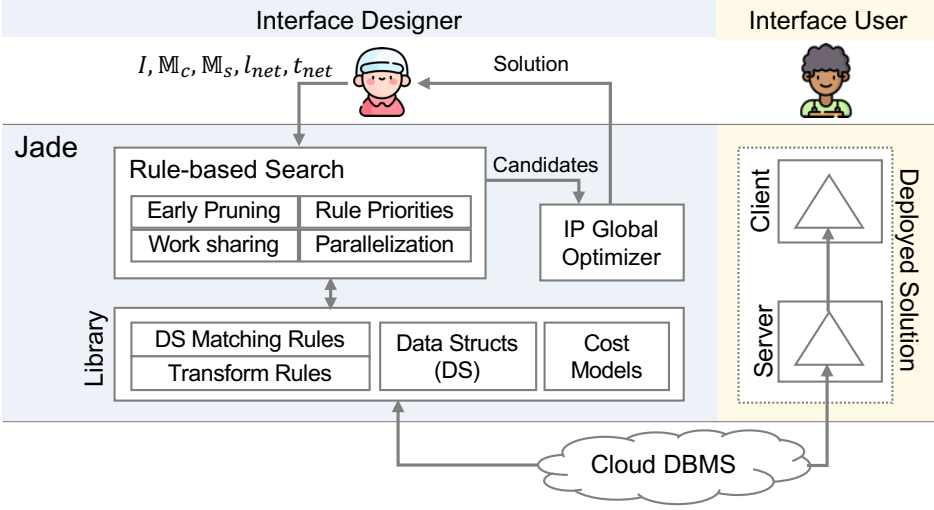 Interface Designer
Interface User
I, 𝕄c, 𝕄s, lnet, tnet
Solution
Jade
Rule-based Search
Early Pruning
Rule Priorities
Work sharing
Parallelization
Candidates
IP Global
Optimizer
Library
DS Matching Rules
Transform Rules
Data Structs
(DS)
Cost
Models
Client
Server
Deployed Solution
Cloud DBMS